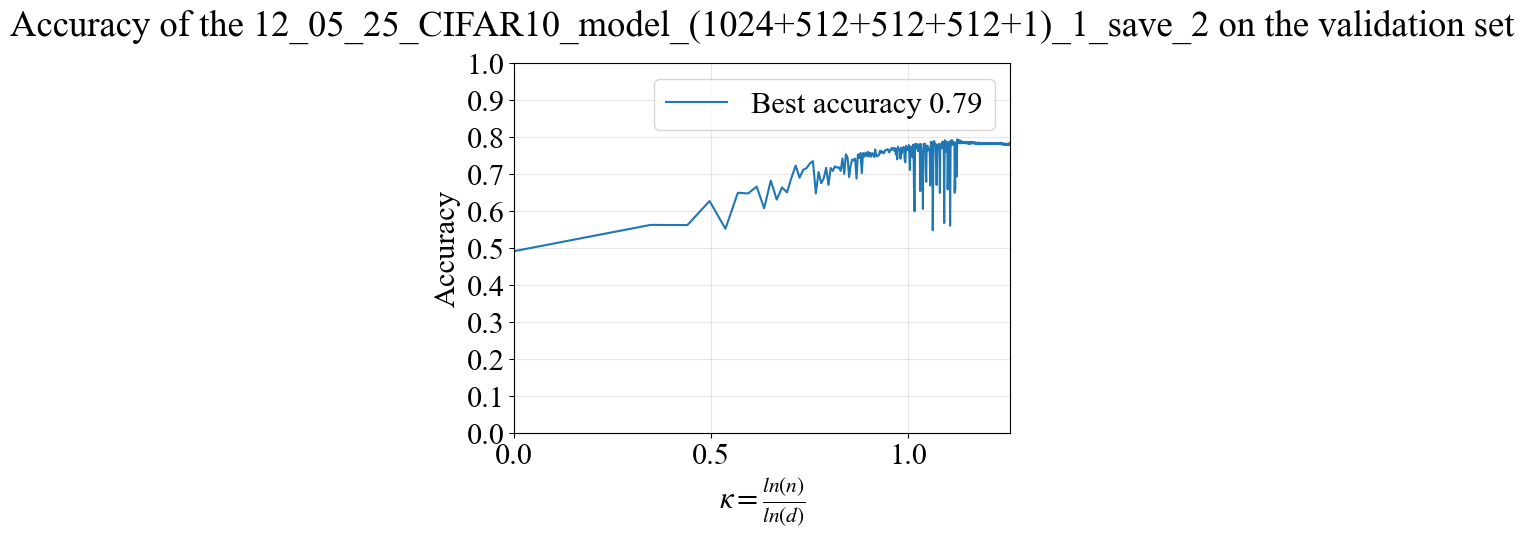 Accuracy of the 12_05_25_CIFAR10_model_(1024+512+512+512+1)_1_save_2 on the validation set
Best accuracy 0.79
1.0
0.9
0.8
0.7
0.6
0.5
0.4
0.3
0.2
0.1
0.0
Accuracy
0.0 0.5 1.0
κ = ln(n) / ln(d)